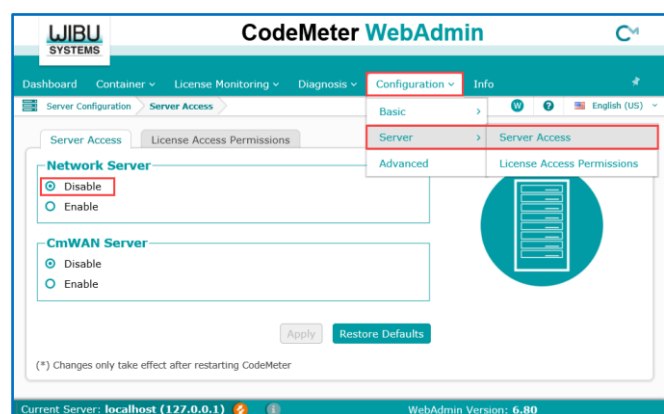 WIBU
SYSTEMS
CodeMeter WebAdmin
Dashboard Container License Monitoring Diagnosis Configuration Info
Server Configuration Server Access
W ? English (US)
Basic
Server
Advanced
Server Access
License Access Permissions
Server Access License Access Permissions
Network Server
Disable
Enable
CmWAN Server
Disable
Enable
Apply Restore Defaults
(*) Changes only take effect after restarting CodeMeter
Current Server: localhost (127.0.0.1) WebAdmin Version: 6.80